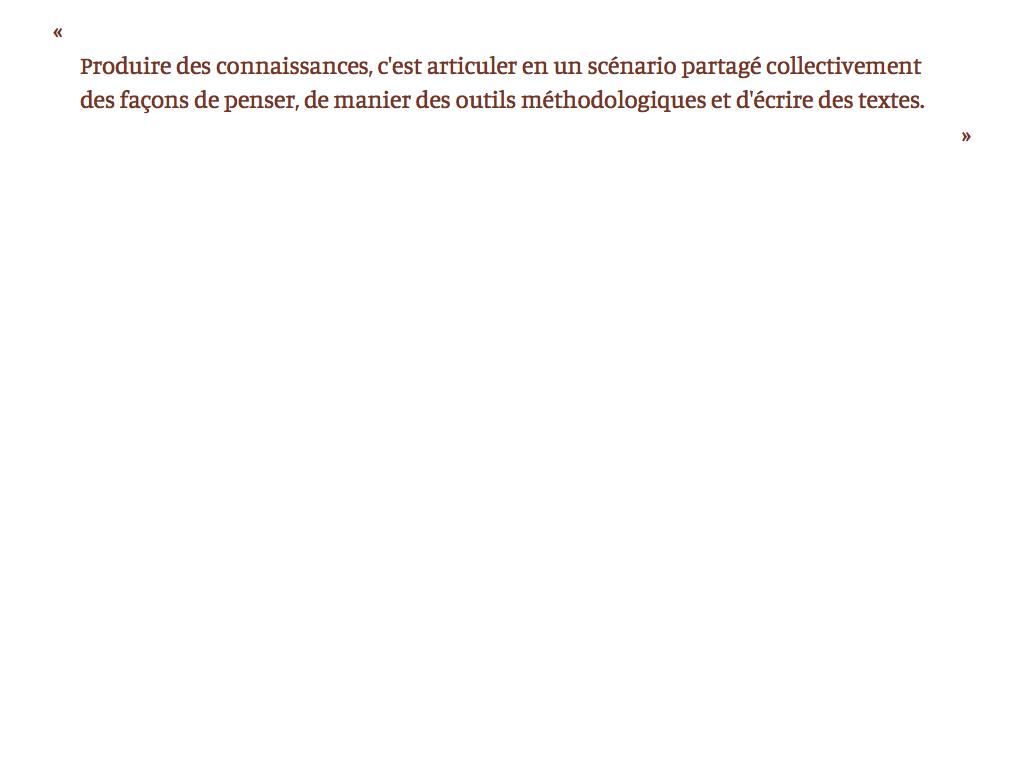 «
Produire des connaissances, c'est articuler en un scénario partagé collectivement
des façons de penser, de manier des outils méthodologiques et d'écrire des textes.
»